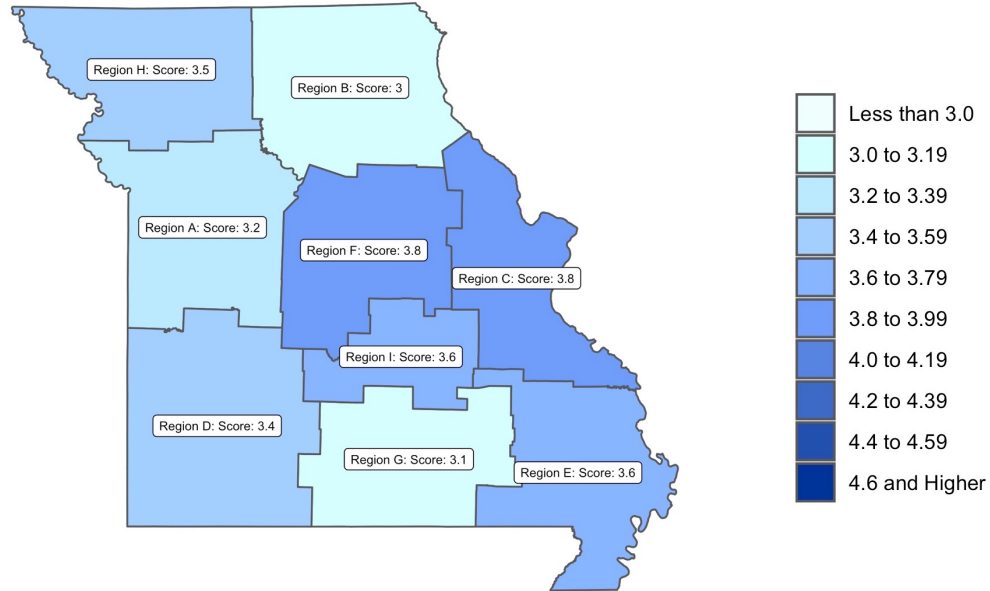 Region H: Score: 3.5
Region B: Score: 3
Region A: Score: 3.2
Region F: Score: 3.8
Region C: Score: 3.8
Region I: Score: 3.6
Region D: Score: 3.4
Region G: Score: 3.1
Region E: Score: 3.6
Less than 3.0
3.0 to 3.19
3.2 to 3.39
3.4 to 3.59
3.6 to 3.79
3.8 to 3.99
4.0 to 4.19
4.2 to 4.39
4.4 to 4.59
4.6 and Higher